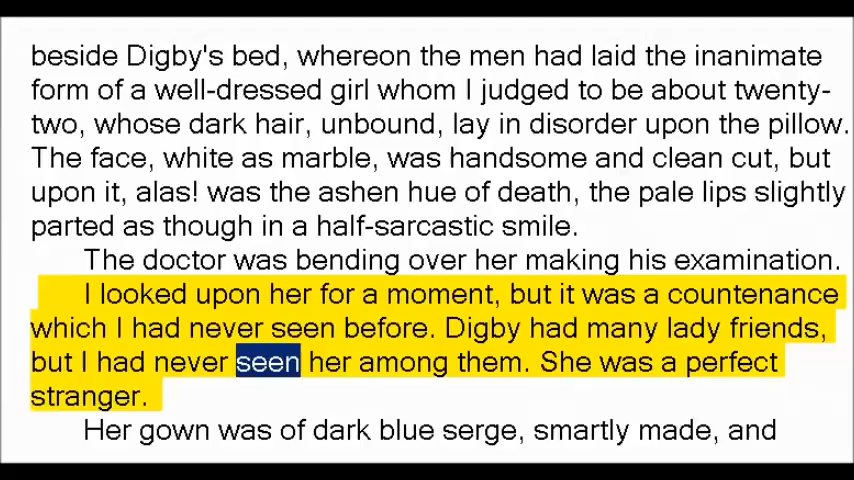 beside Digby's bed, whereon the men had laid the inanimate
form of a well-dressed girl whom I judged to be about twenty-
two, whose dark hair, unbound, lay in disorder upon the pillow.
The face, white as marble, was handsome and clean cut, but
upon it, alas! was the ashen hue of death, the pale lips slightly
parted as though in a half-sarcastic smile.
The doctor was bending over her making his examination.
I looked upon her for a moment, but it was a countenance
which I had never seen before. Digby had many lady friends,
but I had never seen her among them. She was a perfect
stranger.
Her gown was of dark blue serge, smartly made, and